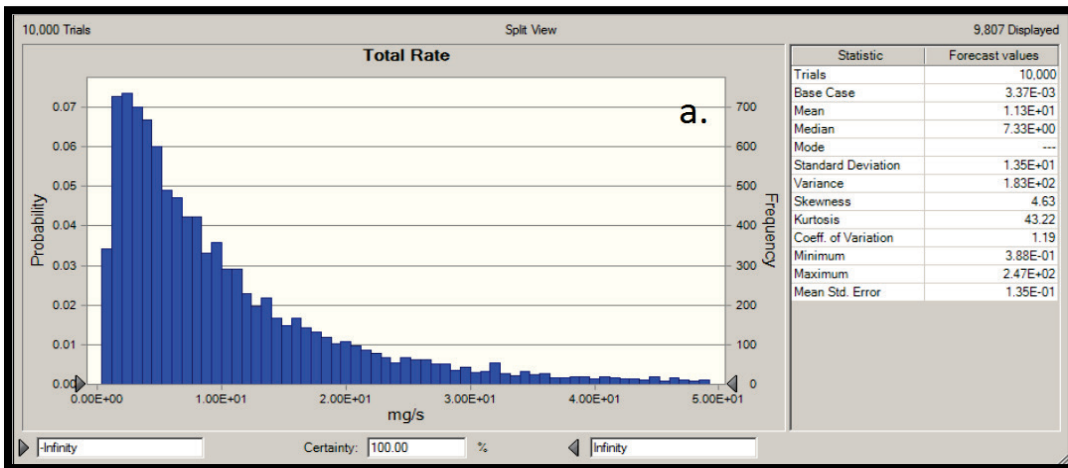 10,000 Trials Split View 9,807 Displayed
Total Rate
a.
Probability
0.07
0.06
0.05
0.04
0.03
0.02
0.01
0.00
700
600
500
400
300
200
100
0
Frequency
0.00E+00 1.00E+01 2.00E+01 3.00E+01 4.00E+01 5.00E+01
mg/s
Statistic Forecast values
Trials 10,000
Base Case 3.37E-03
Mean 1.13E+01
Median 7.33E+00
Mode ---
Standard Deviation 1.35E+01
Variance 1.83E+02
Skewness 4.63
Kurtosis 43.22
Coeff. of Variation 1.19
Minimum 3.88E-01
Maximum 2.47E+02
Mean Std. Error 1.35E-01
-Infinity Certainty: 100.00 % Infinity